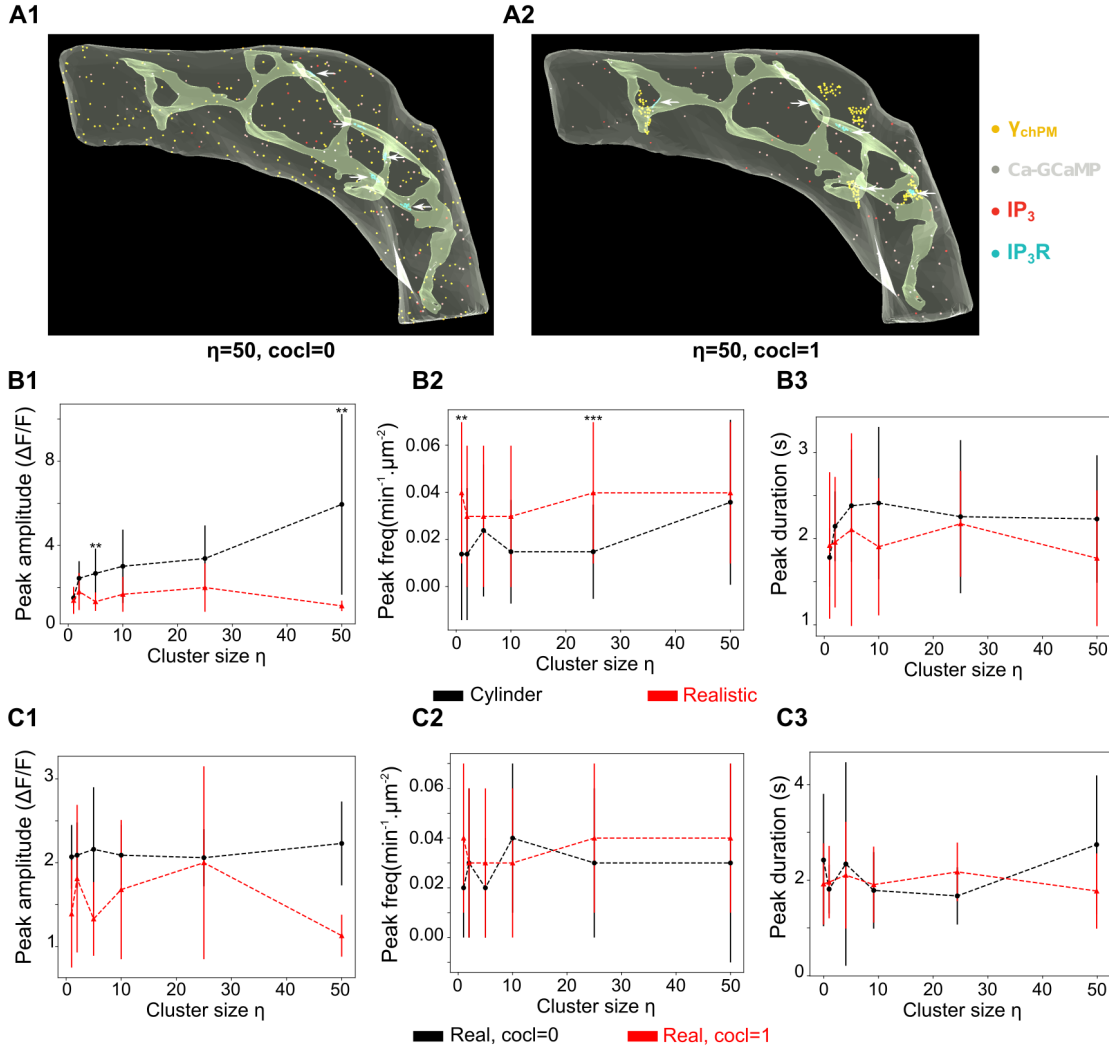 A1
A2
γchPM
Ca-GCaMP
IP3
IP3R
η=50, cocl=0
η=50, cocl=1
B1
B2
B3
Peak amplitude (ΔF/F)
0
4
8
0
10
20
30
40
50
Cluster size η
**
**
Peak freq(min-1.μm-2)
0.00
0.02
0.04
0.06
0
10
20
30
40
50
Cluster size η
**
***
Peak duration (s)
1
2
3
0
10
20
30
40
50
Cluster size η
Cylinder
Realistic
C1
C2
C3
Peak amplitude (ΔF/F)
1
2
3
0
10
20
30
40
50
Cluster size η
Peak freq(min-1.μm-2)
0.00
0.02
0.04
0.06
0
10
20
30
40
50
Cluster size η
Peak duration (s)
0
2
4
0
10
20
30
40
50
Cluster size η
Real, cocl=0
Real, cocl=1